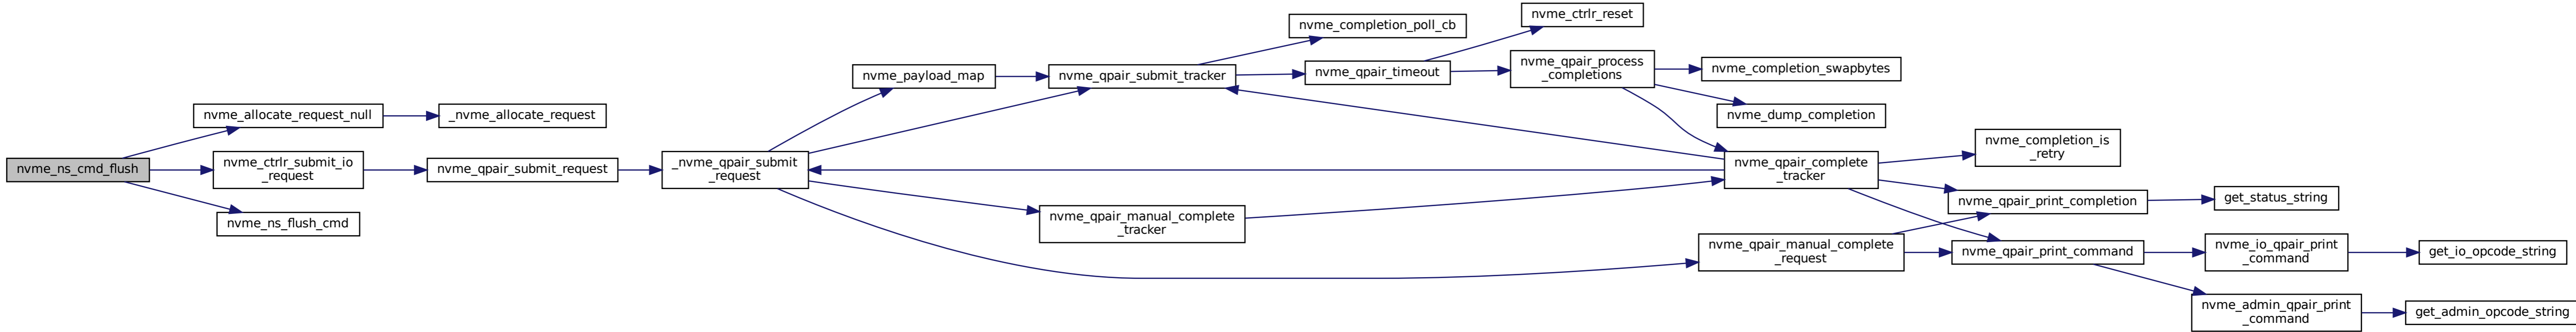 nvme_ns_cmd_flush
nvme_allocate_request_null
_nvme_allocate_request
nvme_ctrlr_submit_io
_request
nvme_qpair_submit_request
nvme_ns_flush_cmd
_nvme_qpair_submit
_request
nvme_payload_map
nvme_qpair_submit_tracker
nvme_completion_poll_cb
nvme_qpair_timeout
nvme_ctrlr_reset
nvme_qpair_process
_completions
nvme_completion_swapbytes
nvme_dump_completion
nvme_qpair_manual_complete
_tracker
nvme_qpair_complete
_tracker
nvme_completion_is
_retry
nvme_qpair_print_completion
get_status_string
nvme_qpair_manual_complete
_request
nvme_qpair_print_command
nvme_io_qpair_print
_command
get_io_opcode_string
nvme_admin_qpair_print
_command
get_admin_opcode_string